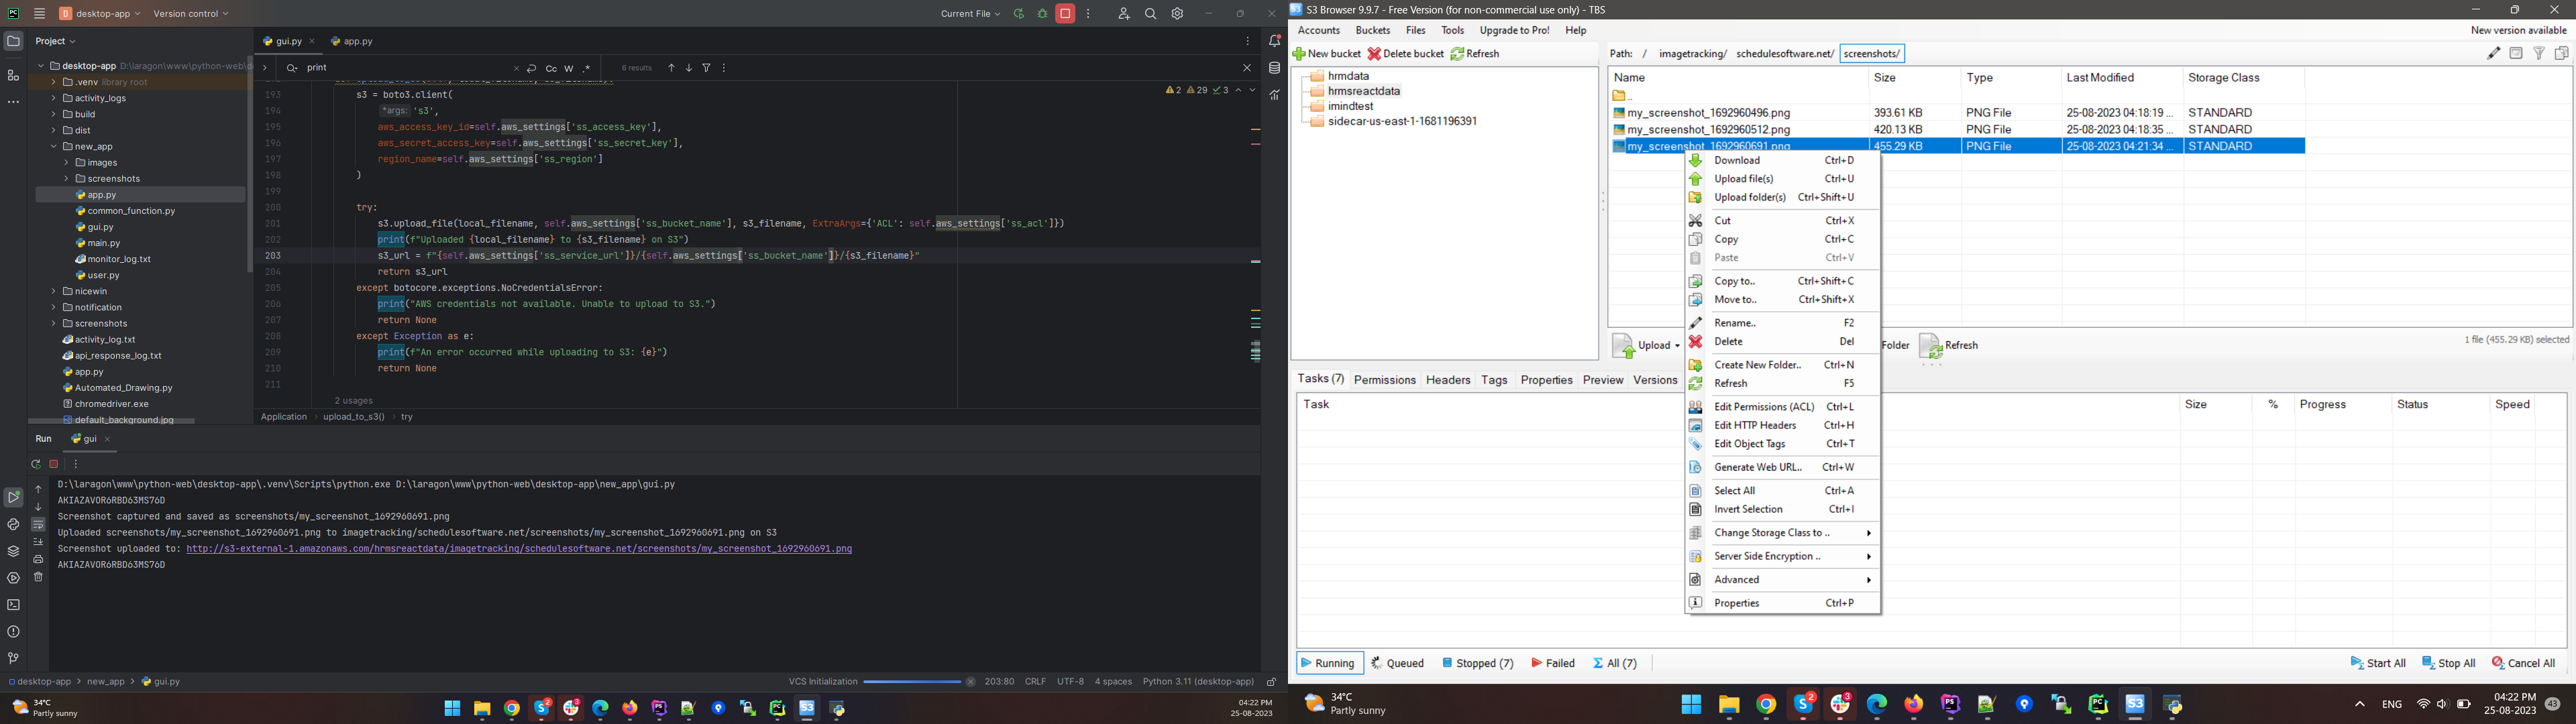 desktop-app
Version control
Current File
Project
gui.py
app.py
desktop-app D:\laragon\www\python-web\d
.venv library root
activity_logs
build
dist
new_app
images
screenshots
app.py
common_function.py
gui.py
main.py
monitor_log.txt
user.py
nicewin
notification
screenshots
activity_log.txt
api_response_log.txt
app.py
Automated_Drawing.py
chromedriver.exe
default_background.jpg
print
Cc W .*
6 results
2 29 3
193 s3 = boto3.client(
194 *args: 's3',
195 aws_access_key_id=self.aws_settings['ss_access_key'],
196 aws_secret_access_key=self.aws_settings['ss_secret_key'],
197 region_name=self.aws_settings['ss_region']
198 )
199
200 try:
201 s3.upload_file(local_filename, self.aws_settings['ss_bucket_name'], s3_filename, ExtraArgs={'ACL': self.aws_settings['ss_acl']})
202 print(f"Uploaded {local_filename} to {s3_filename} on S3")
203 s3_url = f"{self.aws_settings['ss_service_url']}/{self.aws_settings['ss_bucket_name']}/{s3_filename}"
204 return s3_url
205 except botocore.exceptions.NoCredentialsError:
206 print("AWS credentials not available. Unable to upload to S3.")
207 return None
208 except Exception as e:
209 print(f"An error occurred while uploading to S3: {e}")
210 return None
211
2 usages
Application > upload_to_s3() > try
Run gui
D:\laragon\www\python-web\desktop-app\.venv\Scripts\python.exe D:\laragon\www\python-web\desktop-app\new_app\gui.py
AKIAZAVOR6RBD63MS76D
Screenshot captured and saved as screenshots/my_screenshot_1692960691.png
Uploaded screenshots/my_screenshot_1692960691.png to imagetracking/schedulesoftware.net/screenshots/my_screenshot_1692960691.png on S3
Screenshot uploaded to: http://s3-external-1.amazonaws.com/hrmsreactdata/imagetracking/schedulesoftware.net/screenshots/my_screenshot_1692960691.png
AKIAZAVOR6RBD63MS76D
desktop-app > new_app > gui.py
VCS Initialization 203:80 CRLF UTF-8 4 spaces Python 3.11 (desktop-app)
34°C
Partly sunny
04:22 PM
25-08-2023
S3 Browser 9.9.7 - Free Version (for non-commercial use only) - TBS
Accounts Buckets Files Tools Upgrade to Pro! Help
New version available
New bucket Delete bucket Refresh
hrmdata
hrmsreactdata
imindtest
sidecar-us-east-1-1681196391
Path: / imagetracking/ schedulesoftware.net/ screenshots/
Name Size Type Last Modified Storage Class
..
my_screenshot_1692960496.png 393.61 KB PNG File 25-08-2023 04:18:19 ... STANDARD
my_screenshot_1692960512.png 420.13 KB PNG File 25-08-2023 04:18:35 ... STANDARD
my_screenshot_1692960691.png 455.29 KB PNG File 25-08-2023 04:21:34 ... STANDARD
Download Ctrl+D
Upload file(s) Ctrl+U
Upload folder(s) Ctrl+Shift+U
Cut Ctrl+X
Copy Ctrl+C
Paste Ctrl+V
Copy to.. Ctrl+Shift+C
Move to.. Ctrl+Shift+X
Rename.. F2
Delete Del
Create New Folder.. Ctrl+N
Refresh F5
Edit Permissions (ACL) Ctrl+L
Edit HTTP Headers Ctrl+H
Edit Object Tags Ctrl+T
Generate Web URL.. Ctrl+W
Select All Ctrl+A
Invert Selection Ctrl+I
Change Storage Class to ..
Server Side Encryption ..
Advanced
Properties Ctrl+P
Upload
Folder
Refresh
1 file (455.29 KB) selected
Tasks (7) Permissions Headers Tags Properties Preview Versions
Task Size % Progress Status Speed
Running Queued Stopped (7) Failed All (7)
Start All Stop All Cancel All
34°C
Partly sunny
ENG
04:22 PM
25-08-2023
43